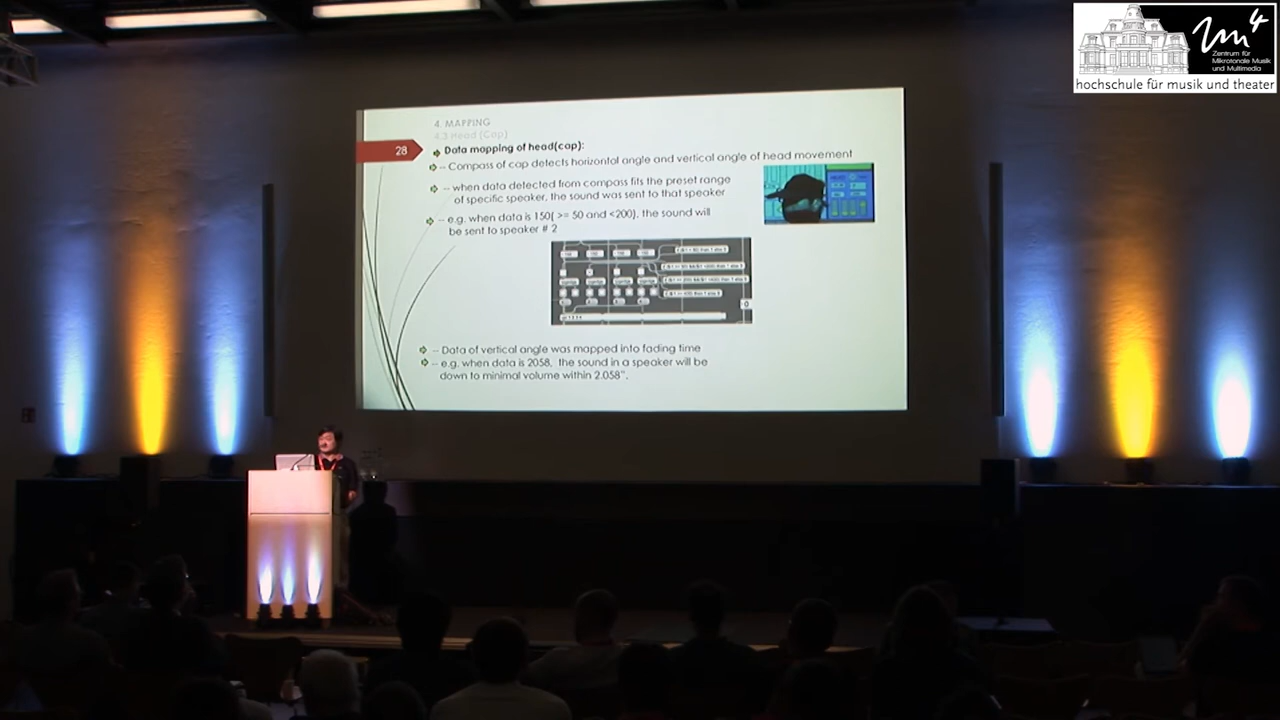 m4
Zentrum für
Mikrotonale Musik
und Multimedia
hochschule für musik und theater
4. MAPPING
4.3 Head (Cap)
28
Data mapping of head(cap):
-- Compass of cap detects horizontal angle and vertical angle of head movement
-- when data detected from compass fits the preset range
of specific speaker, the sound was sent to that speaker
-- e.g. when data is 150( >= 50 and <200), the sound will
be sent to speaker # 2
-- Data of vertical angle was mapped into fading time
-- e.g. when data is 2058, the sound in a speaker will be
down to minimal volume within 2.058".